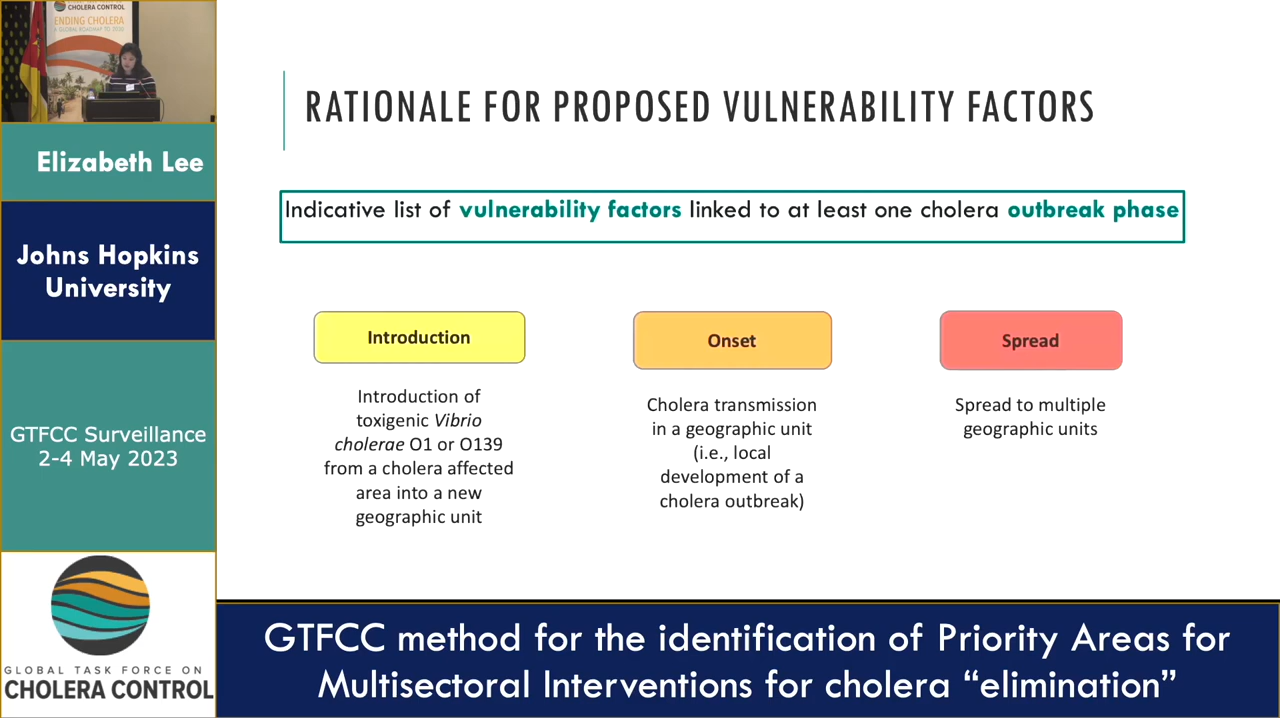 CHOLERA CONTROL
ENDING CHOLERA
A GLOBAL ROADMAP TO 2030
Elizabeth Lee
Johns Hopkins
University
GTFCC Surveillance
2-4 May 2023
GLOBAL TASK FORCE ON
CHOLERA CONTROL
RATIONALE FOR PROPOSED VULNERABILITY FACTORS
Indicative list of vulnerability factors linked to at least one cholera outbreak phase
Introduction
Introduction of
toxigenic Vibrio
cholerae O1 or O139
from a cholera affected
area into a new
geographic unit
Onset
Cholera transmission
in a geographic unit
(i.e., local
development of a
cholera outbreak)
Spread
Spread to multiple
geographic units
GTFCC method for the identification of Priority Areas for
Multisectoral Interventions for cholera “elimination”